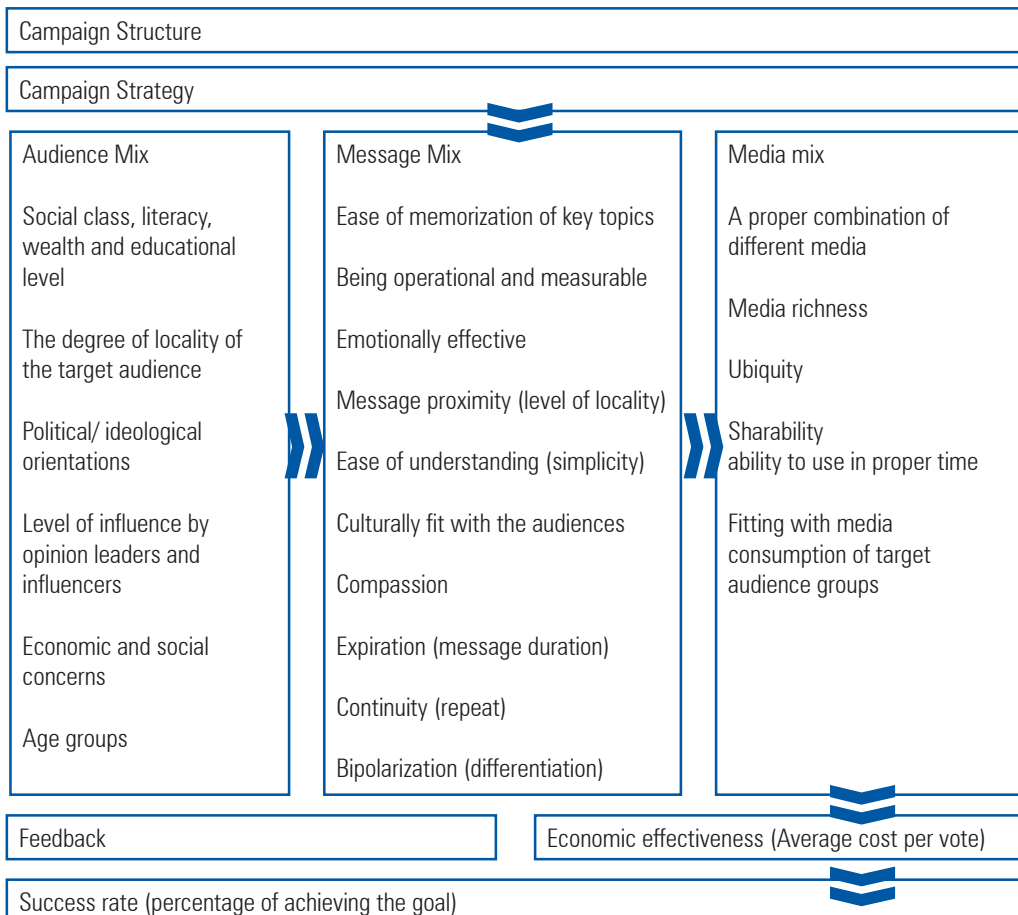 Campaign Structure
Campaign Strategy
Audience Mix
Social class, literacy,
wealth and educational
level
The degree of locality of
the target audience
Political/ ideological
orientations
Level of influence by
opinion leaders and
influencers
Economic and social
concerns
Age groups
Message Mix
Ease of memorization of key topics
Being operational and measurable
Emotionally effective
Message proximity (level of locality)
Ease of understanding (simplicity)
Culturally fit with the audiences
Compassion
Expiration (message duration)
Continuity (repeat)
Bipolarization (differentiation)
Media mix
A proper combination of
different media
Media richness
Ubiquity
Sharability
ability to use in proper time
Fitting with media
consumption of target
audience groups
Feedback
Economic effectiveness (Average cost per vote)
Success rate (percentage of achieving the goal)